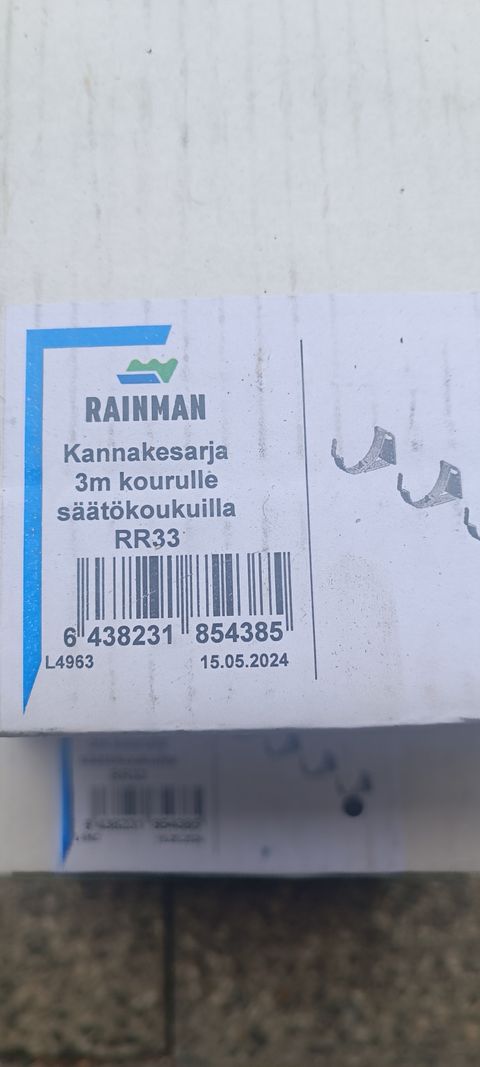 RAINMAN
Kannakesarja
3m kourulle
säätökoukuilla
RR33
6 438231 854385
L4963 15.05.2024